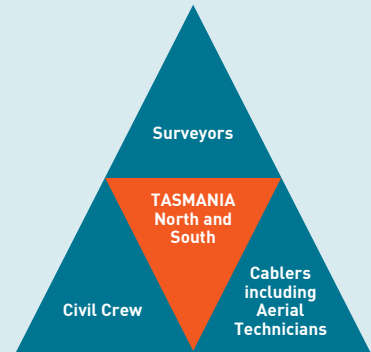 Surveyors
TASMANIA
North and
South
Civil Crew
Cablers
including
Aerial
Technicians